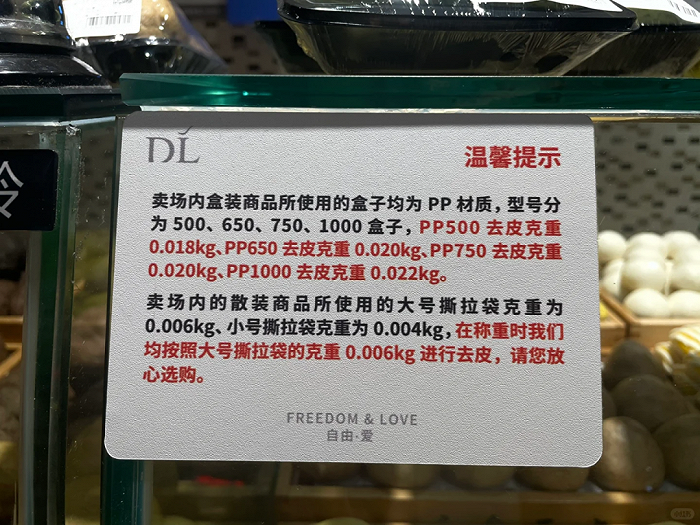 DL
温馨提示
卖场内盒装商品所使用的盒子均为 PP 材质，型号分
为 500、650、750、1000 盒子，PP500 去皮克重
0.018kg、PP650 去皮克重 0.020kg、PP750 去皮克重
0.020kg、PP1000 去皮克重 0.022kg。
卖场内的散装商品所使用的大号撕拉袋克重为
0.006kg、小号撕拉袋克重为 0.004kg，在称重时我们
均按照大号撕拉袋的克重 0.006kg 进行去皮，请您放
心选购。
FREEDOM & LOVE
自由·爱